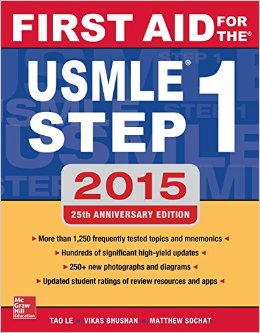 FIRST AID FOR THE®
USMLE®
STEP 1
2015
25TH ANNIVERSARY EDITION
More than 1,250 frequently tested topics and mnemonics
Hundreds of significant high-yield updates
250+ new photographs and diagrams
Updated student ratings of review resources and apps
Mc
Graw
Hill
Education
TAO LE • VIKAS BHUSHAN • MATTHEW SOCHAT